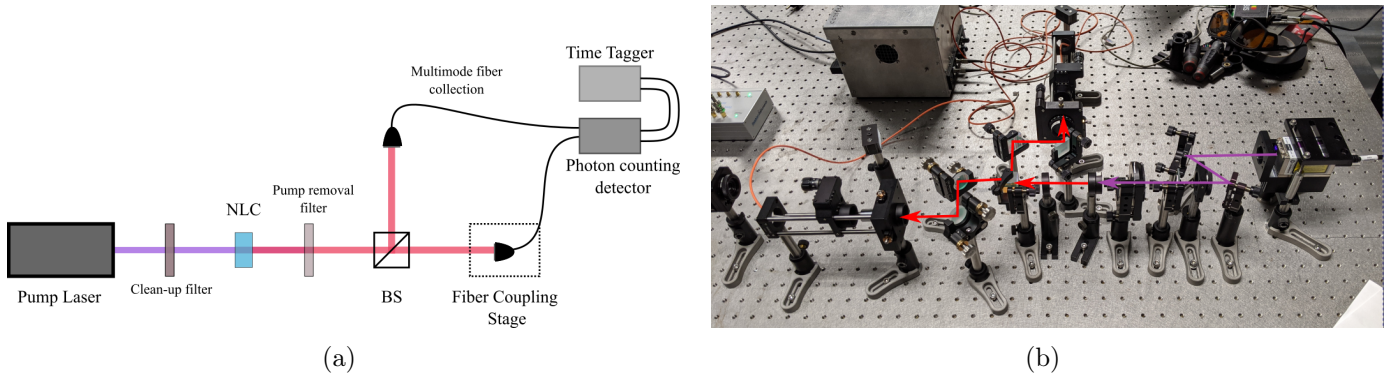 Time Tagger
Multimode fiber
collection
Photon counting
detector
NLC
Pump removal
filter
Pump Laser
Clean-up filter
BS
Fiber Coupling
Stage
(a)
(b)